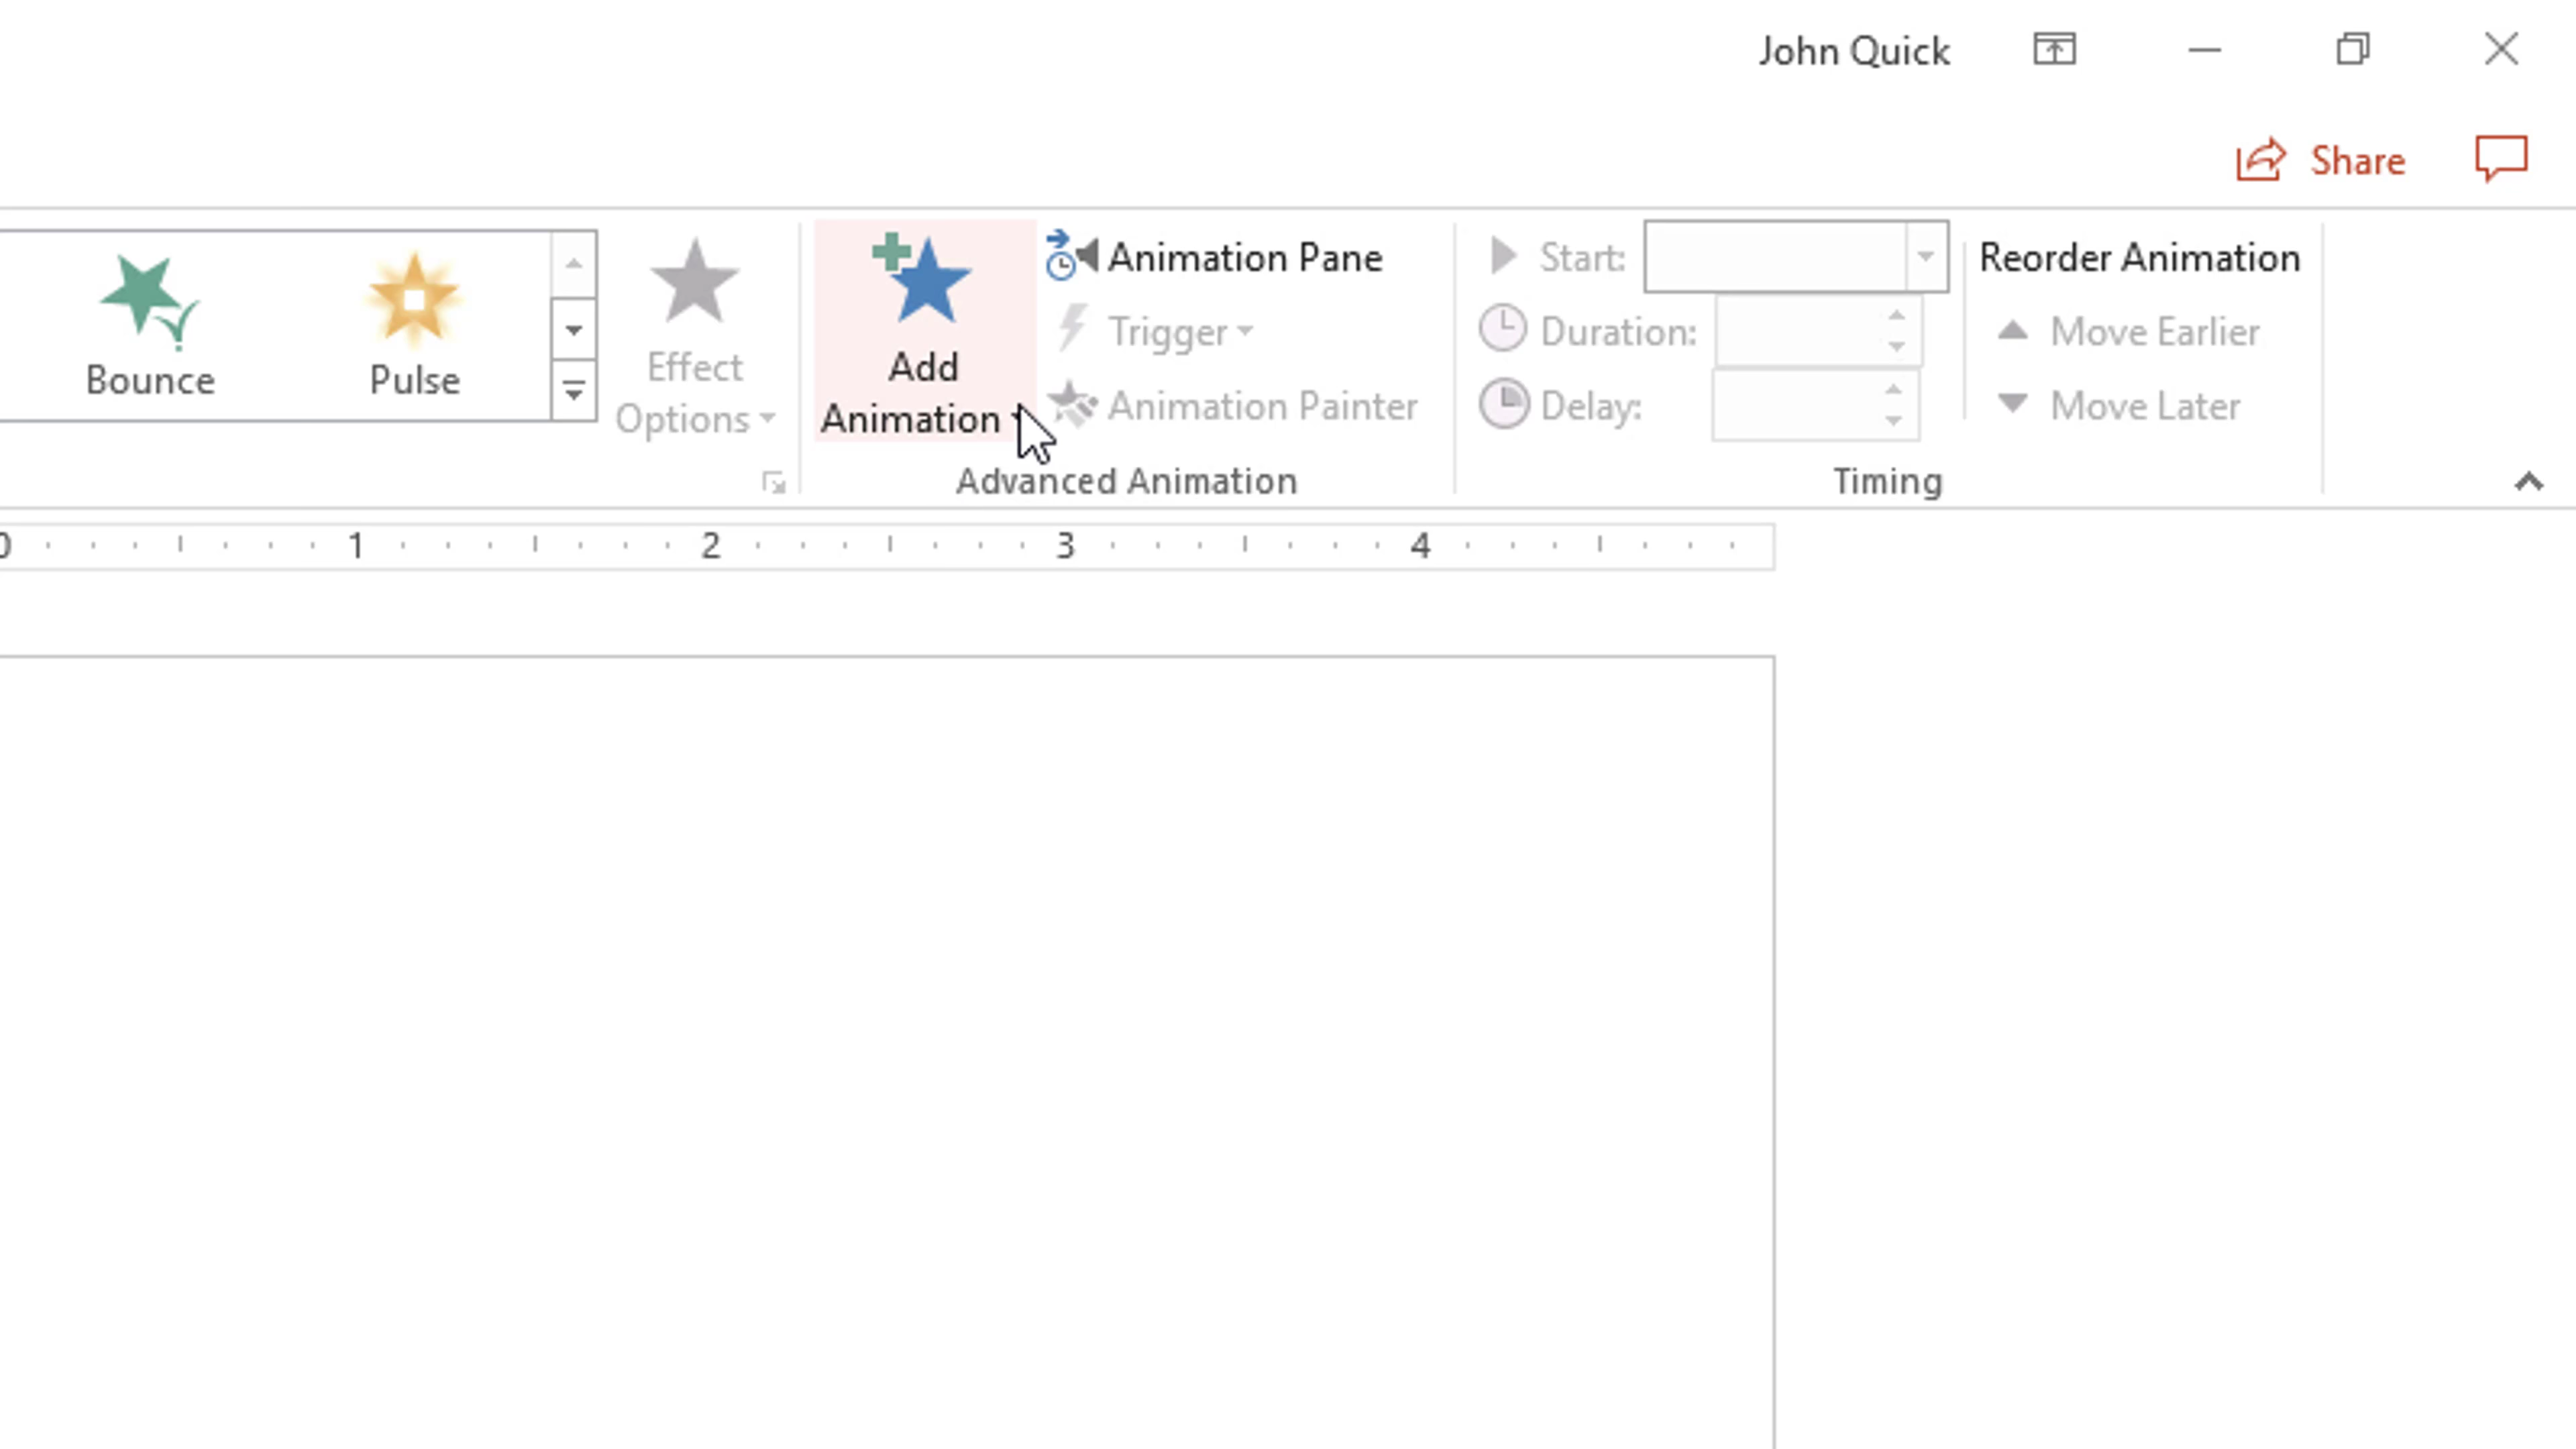 John Quick
Share
Bounce
Pulse
Effect
Options
Add
Animation
Animation Pane
Trigger
Animation Painter
Advanced Animation
Start:
Duration:
Delay:
Reorder Animation
Move Earlier
Move Later
Timing
0 1 2 3 4